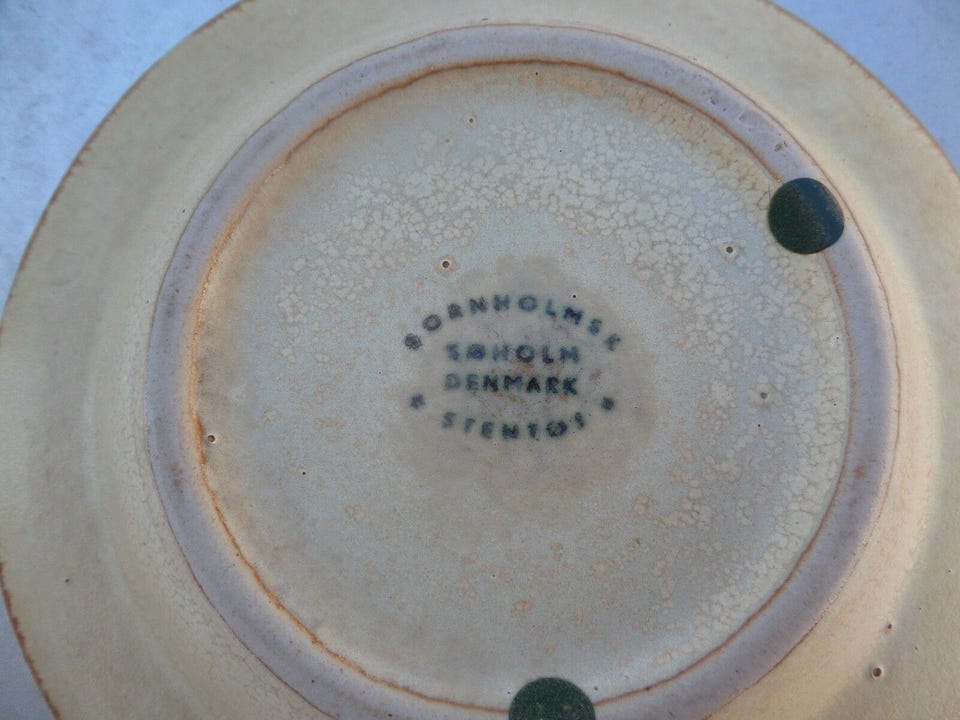 BORNHOLMSK
SØHOLM
DENMARK
* STENTØJ *